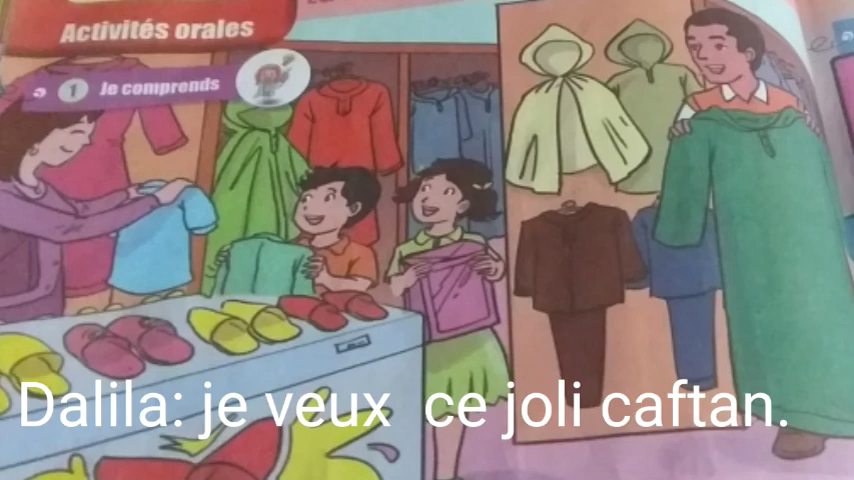 Activités orales
1 Je comprends
Dalila: je veux ce joli caftan.